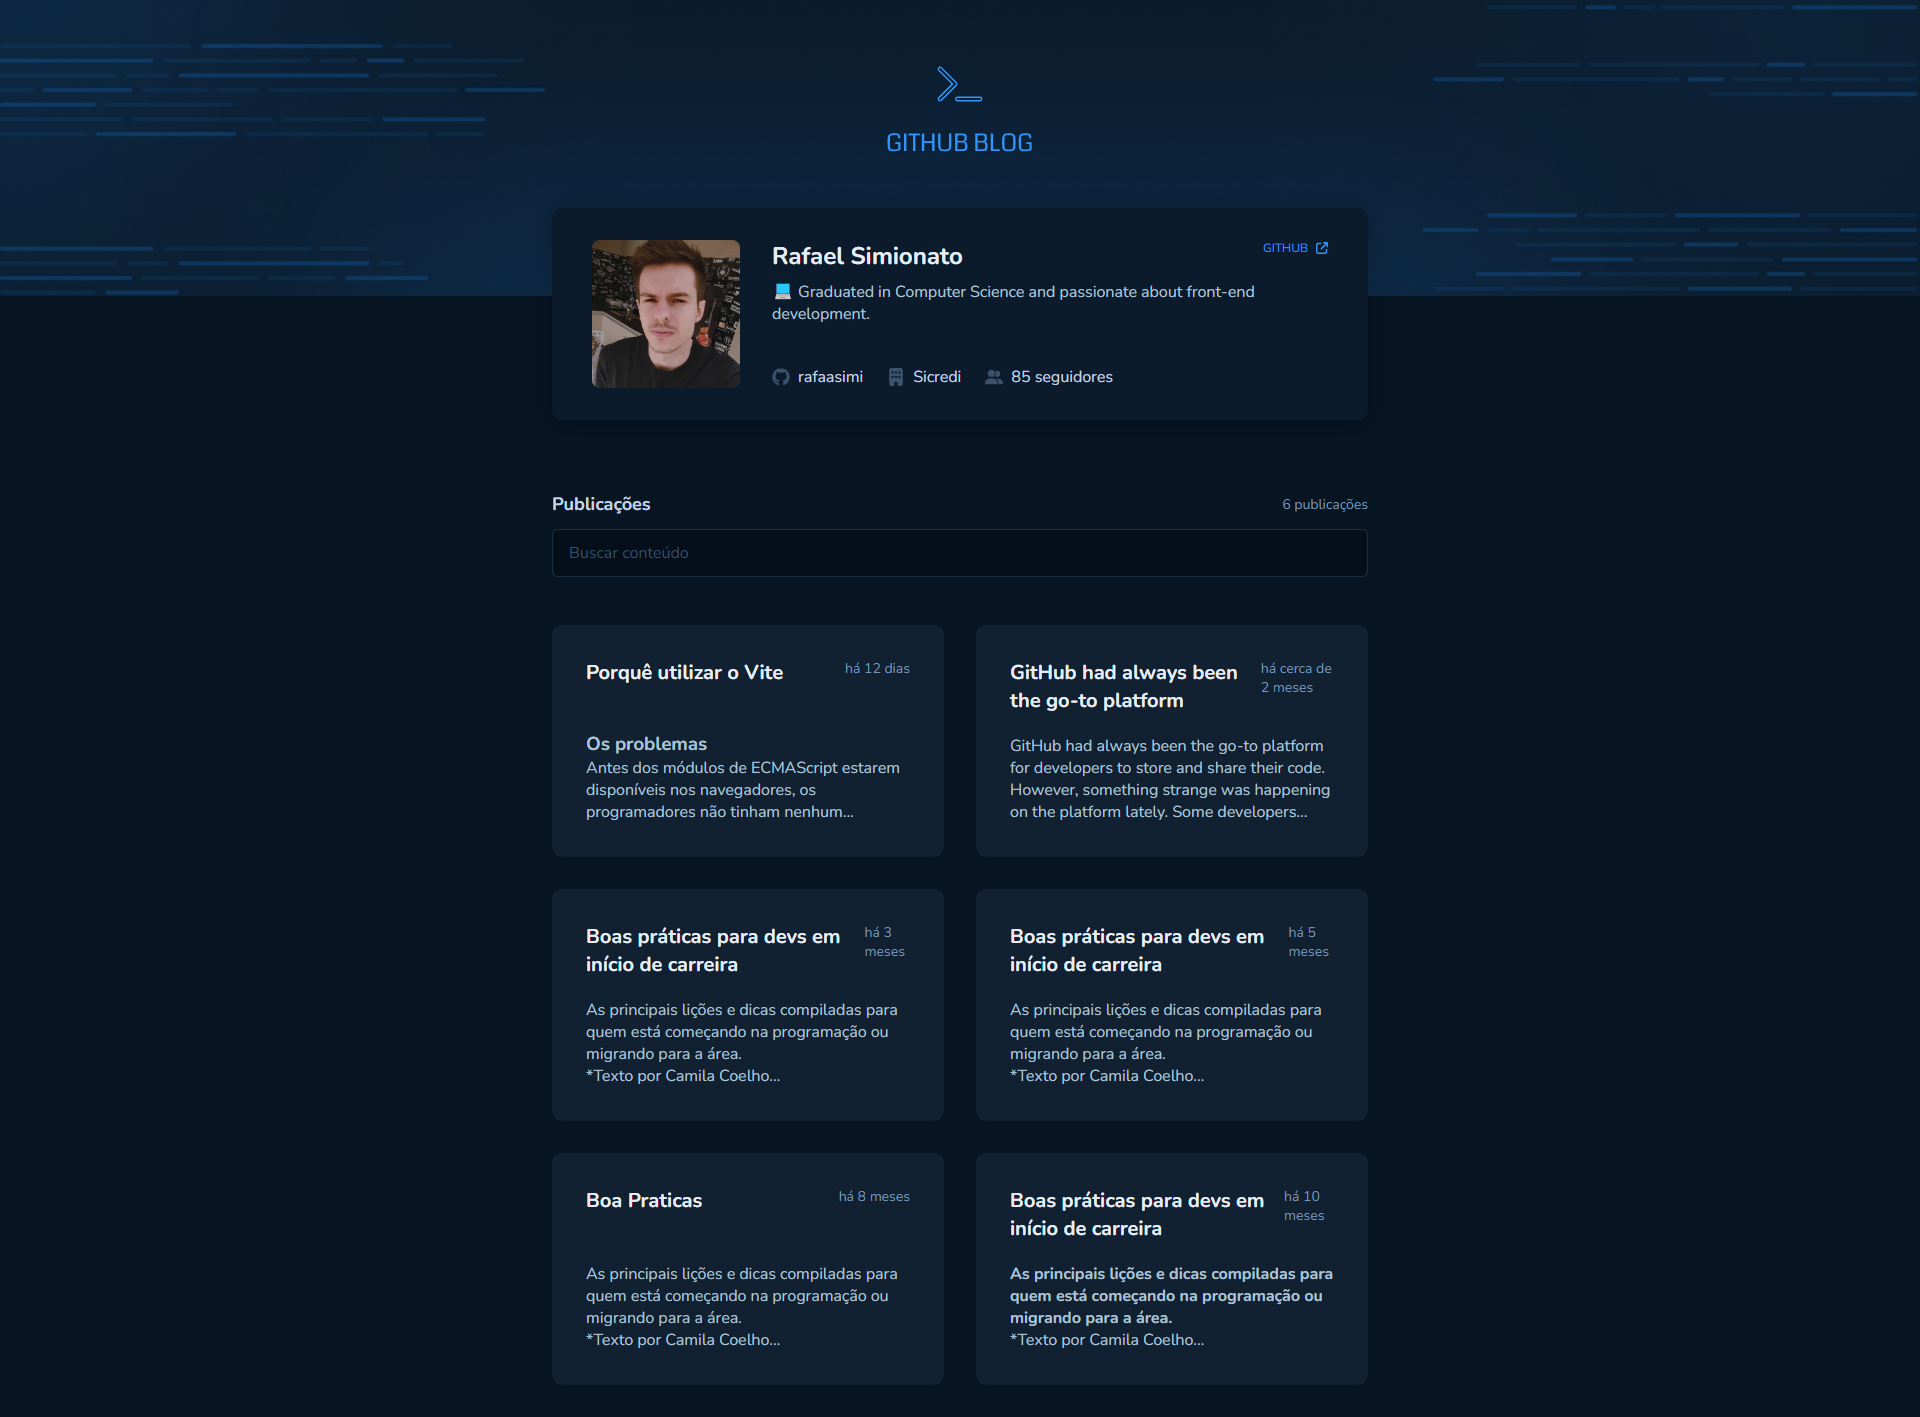 GITHUB BLOG
Rafael Simionato
GITHUB
💻 Graduated in Computer Science and passionate about front-end
development.
rafaasimi
Sicredi
85 seguidores
Publicações
6 publicações
Buscar conteúdo
Porquê utilizar o Vite
há 12 dias
Os problemas
Antes dos módulos de ECMAScript estarem
disponíveis nos navegadores, os
programadores não tinham nenhum...
GitHub had always been
the go-to platform
há cerca de
2 meses
GitHub had always been the go-to platform
for developers to store and share their code.
However, something strange was happening
on the platform lately. Some developers...
Boas práticas para devs em
início de carreira
há 3
meses
As principais lições e dicas compiladas para
quem está começando na programação ou
migrando para a área.
*Texto por Camila Coelho...
Boas práticas para devs em
início de carreira
há 5
meses
As principais lições e dicas compiladas para
quem está começando na programação ou
migrando para a área.
*Texto por Camila Coelho...
Boa Praticas
há 8 meses
As principais lições e dicas compiladas para
quem está começando na programação ou
migrando para a área.
*Texto por Camila Coelho...
Boas práticas para devs em
início de carreira
há 10
meses
As principais lições e dicas compiladas para
quem está começando na programação ou
migrando para a área.
*Texto por Camila Coelho...